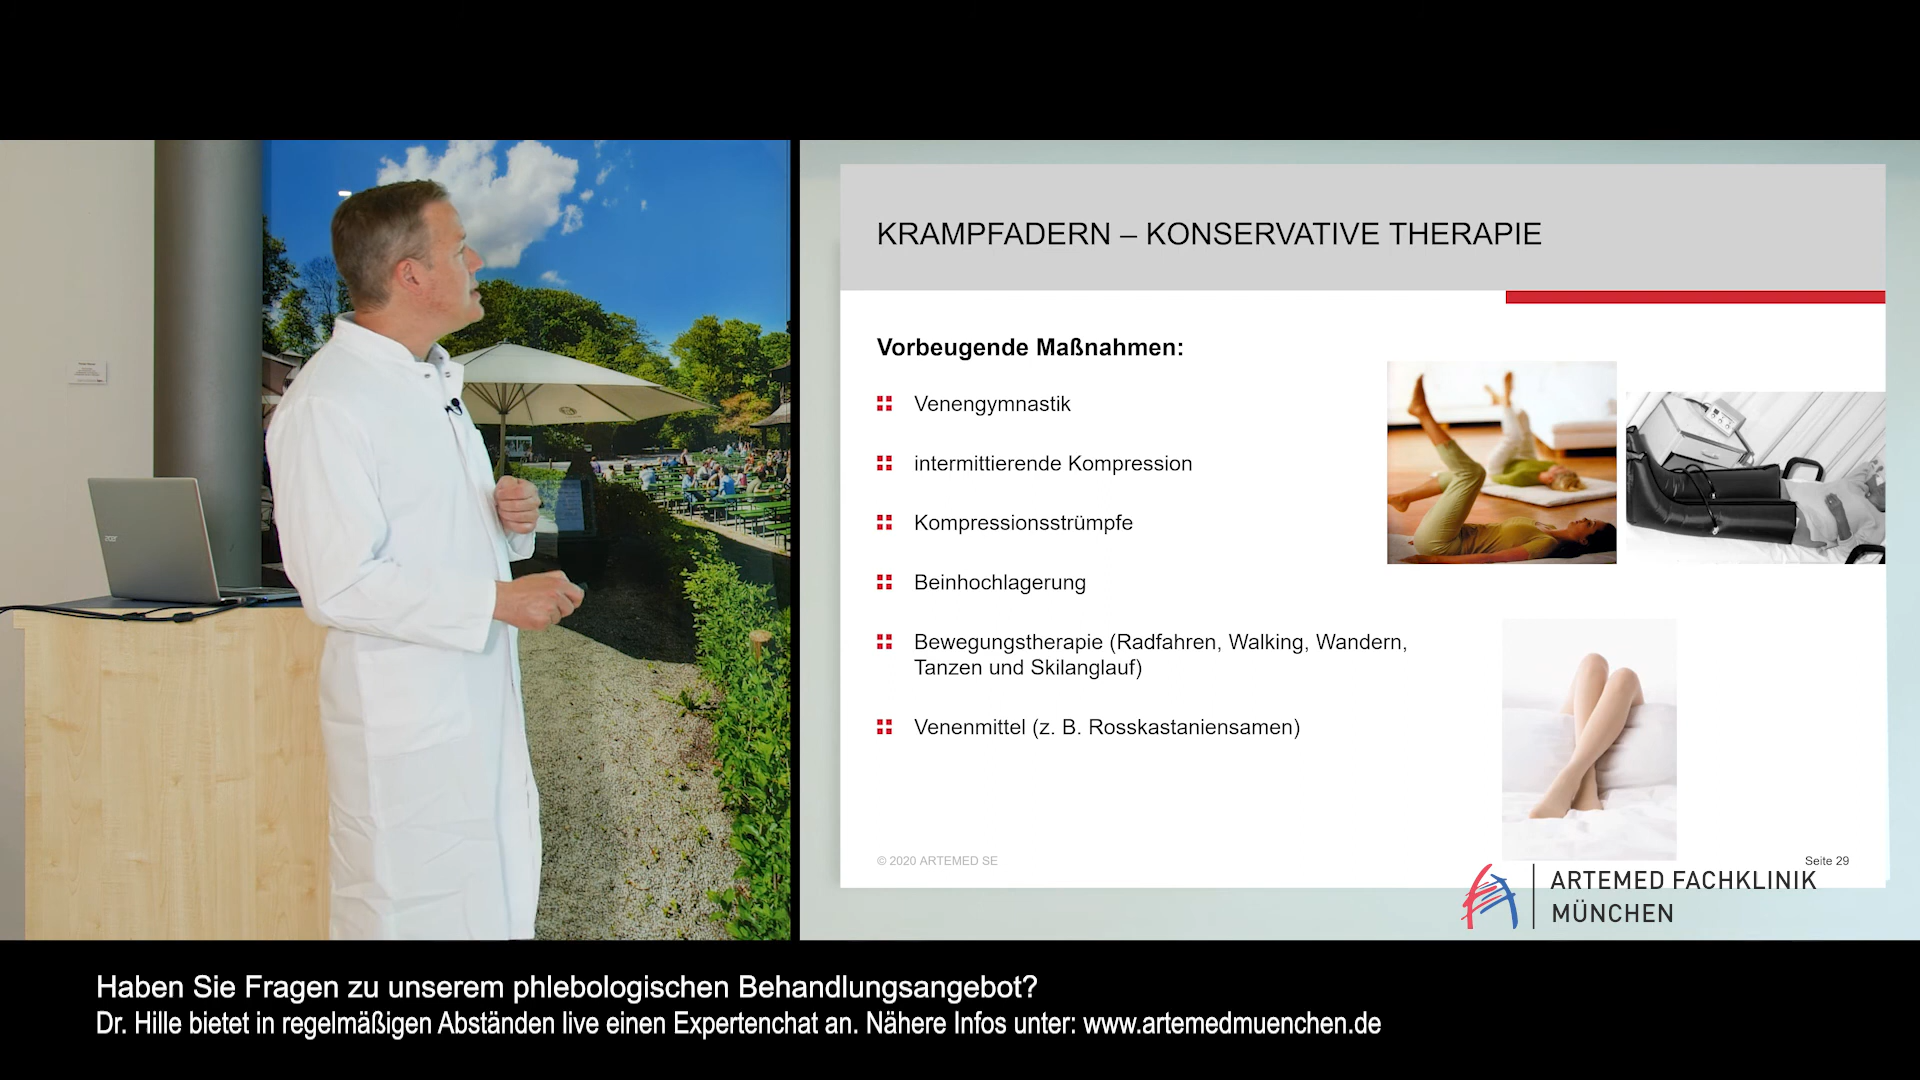 KRAMPFADERN – KONSERVATIVE THERAPIE
Vorbeugende Maßnahmen:
Venengymnastik
intermittierende Kompression
Kompressionsstrümpfe
Beinhochlagerung
Bewegungstherapie (Radfahren, Walking, Wandern,
Tanzen und Skilanglauf)
Venenmittel (z. B. Rosskastaniensamen)
© 2020 ARTEMED SE
Seite 29
ARTEMED FACHKLINIK
MÜNCHEN
acer
Haben Sie Fragen zu unserem phlebologischen Behandlungsangebot?
Dr. Hille bietet in regelmäßigen Abständen live einen Expertenchat an. Nähere Infos unter: www.artemedmuenchen.de